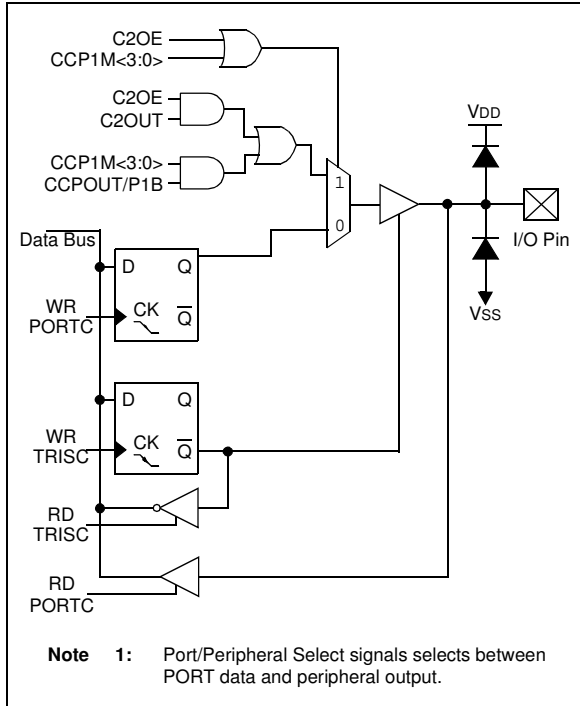 C2OE
CCP1M<3:0>
C2OE
C2OUT
CCP1M<3:0>
CCPOUT/P1B
1
0
VDD
I/O Pin
VSS
Data Bus
D Q
WR
PORTC
CK Q
D Q
WR
TRISC
CK Q
RD
TRISC
RD
PORTC
Note 1: Port/Peripheral Select signals selects between
PORT data and peripheral output.